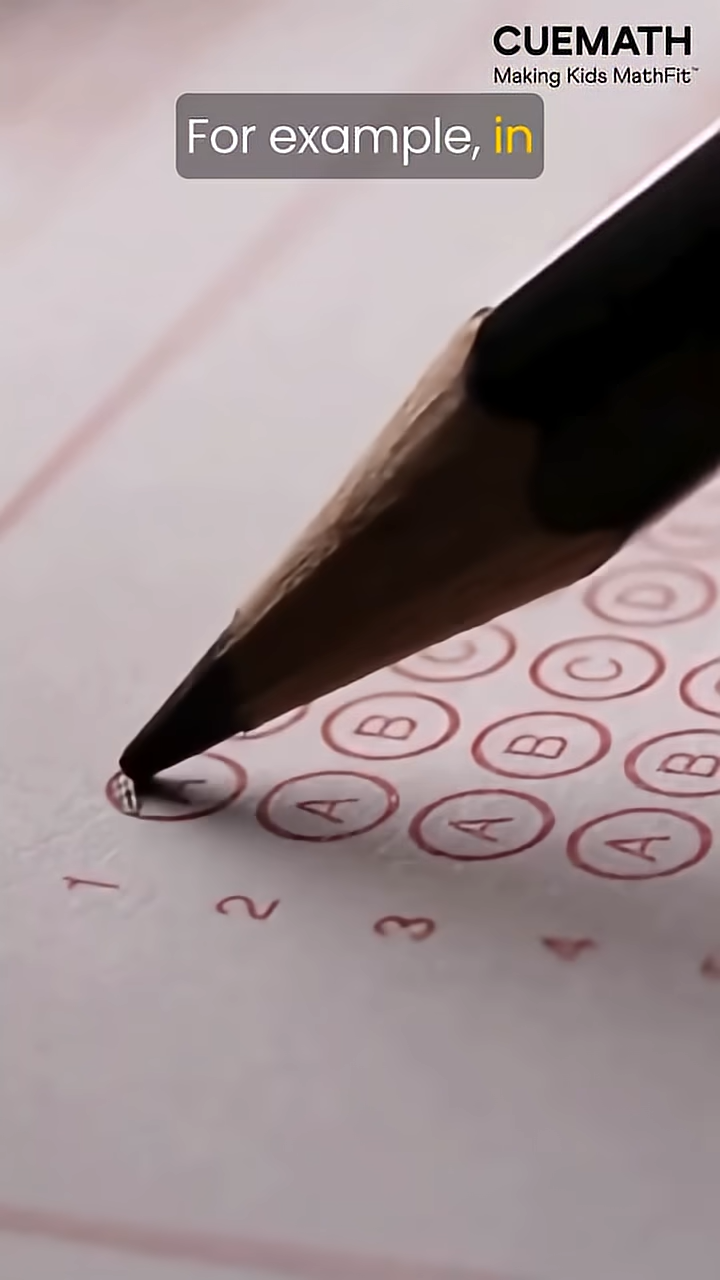 CUEMATH
Making Kids MathFit™
For example, in
D
C C
B B B
A A A A
1 2 3 4